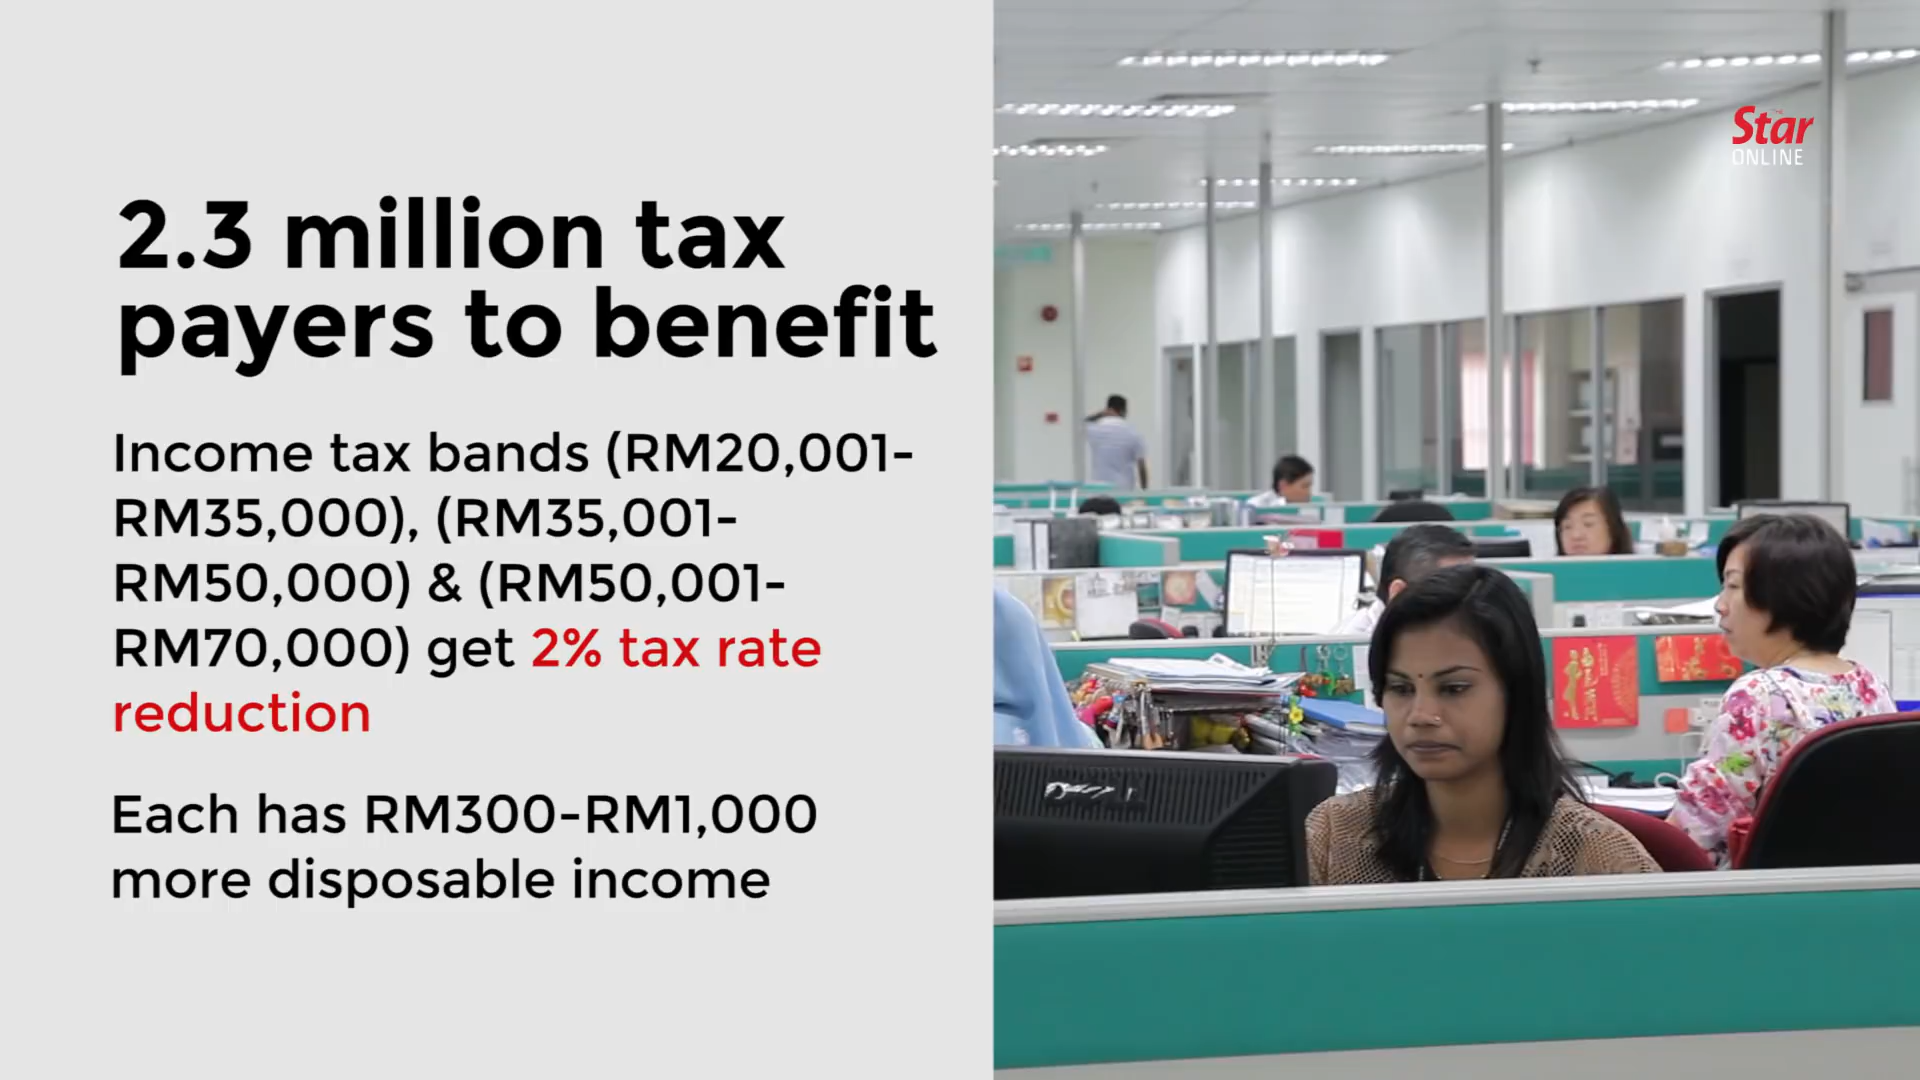 2.3 million tax
payers to benefit
Income tax bands (RM20,001-
RM35,000), (RM35,001-
RM50,000) & (RM50,001-
RM70,000) get 2% tax rate
reduction
Each has RM300-RM1,000
more disposable income
Star
ONLINE